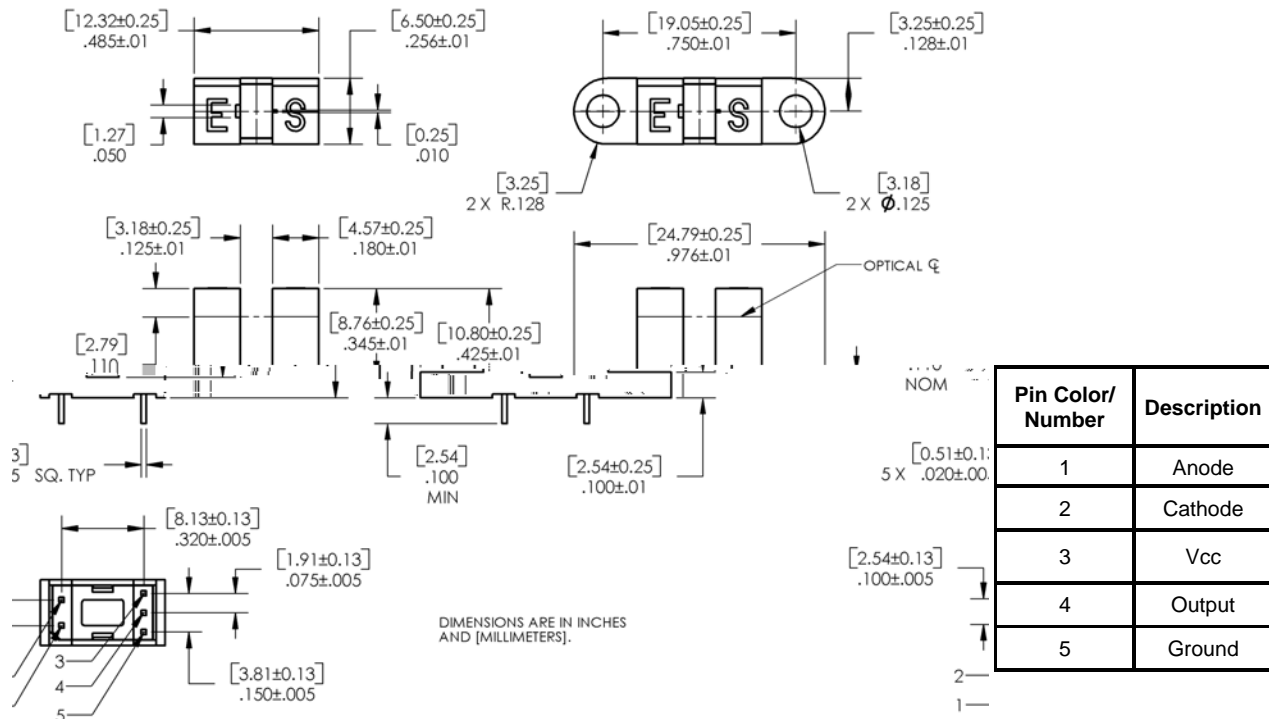 [12.32±0.25]
.485±.01
[6.50±0.25]
.256±.01
[19.05±0.25]
.750±.01
[3.25±0.25]
.128±.01
E S
E S
[1.27]
.050
[0.25]
.010
[3.25]
2 X R.128
[3.18]
2 X Ø.125
[3.18±0.25]
.125±.01
[4.57±0.25]
.180±.01
[24.79±0.25]
.976±.01
OPTICAL ℄
[8.76±0.25]
.345±.01
[10.80±0.25]
.425±.01
[2.79]
NOM
SQ. TYP
[2.54]
.100
MIN
[2.54±0.25]
.100±.01
5 X
[8.13±0.13]
.320±.005
[1.91±0.13]
.075±.005
[2.54±0.13]
.100±.005
DIMENSIONS ARE IN INCHES
AND [MILLIMETERS].
3
4
5
[3.81±0.13]
.150±.005
2
1
Pin Color/
Number
Description
1 Anode
2 Cathode
3 Vcc
4 Output
5 Ground